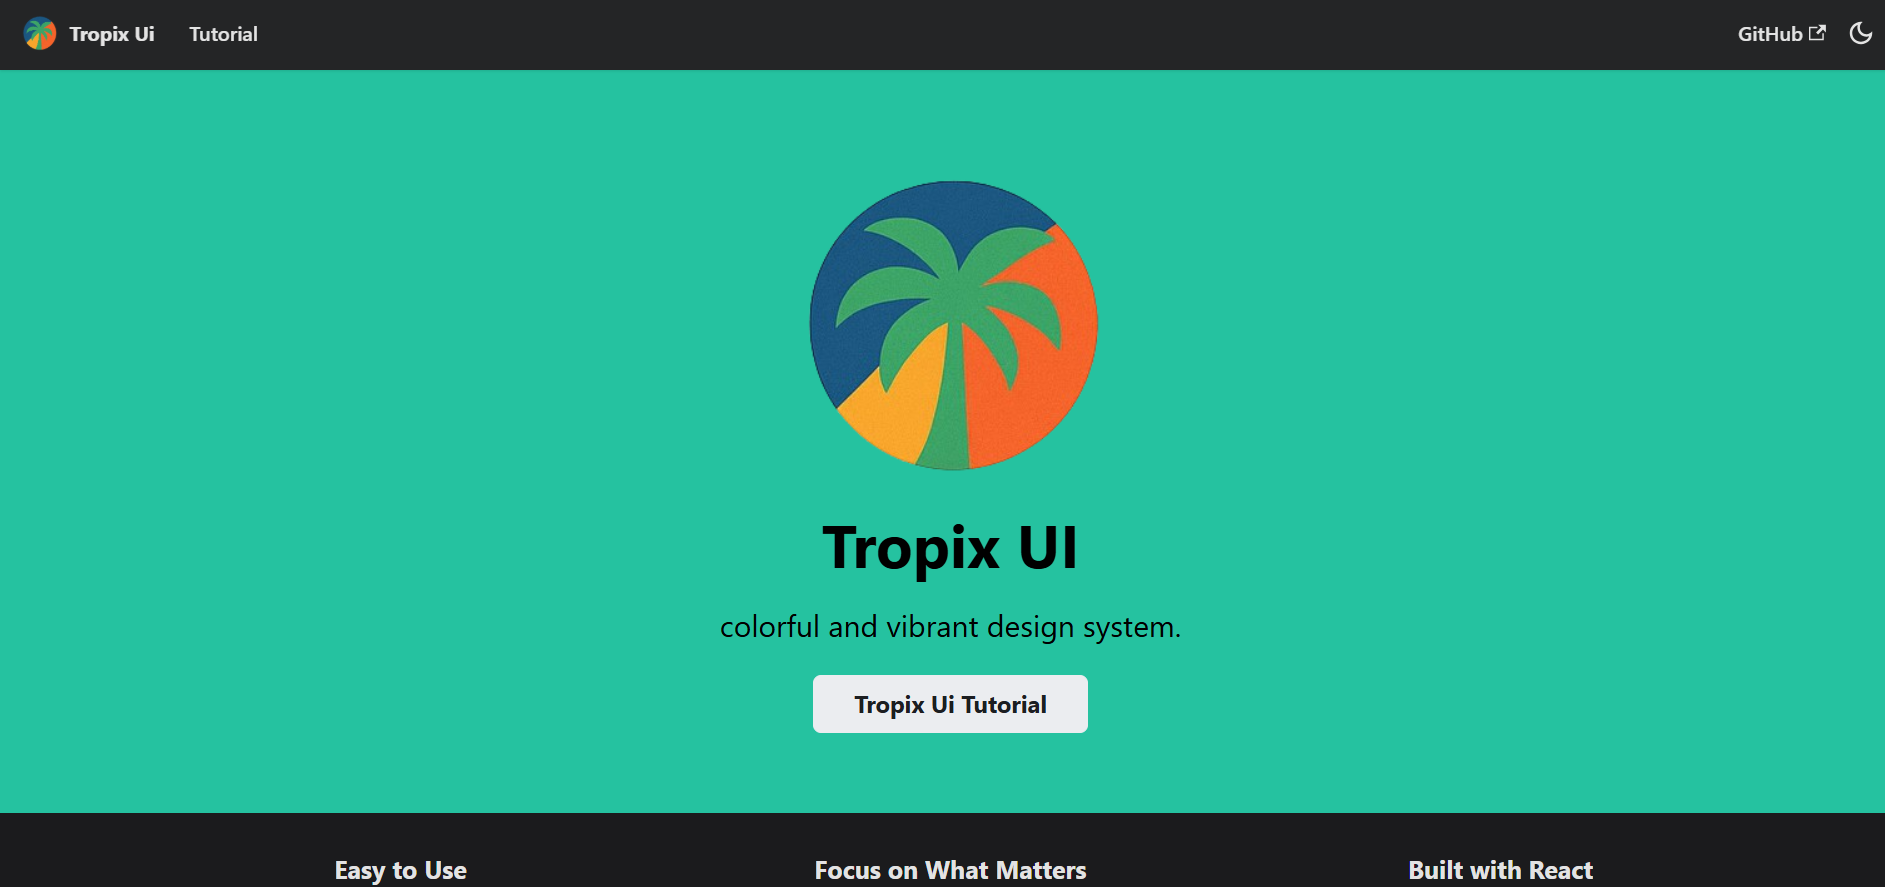 Tropix Ui
Tutorial
GitHub
Tropix UI
colorful and vibrant design system.
Tropix Ui Tutorial
Easy to Use
Focus on What Matters
Built with React